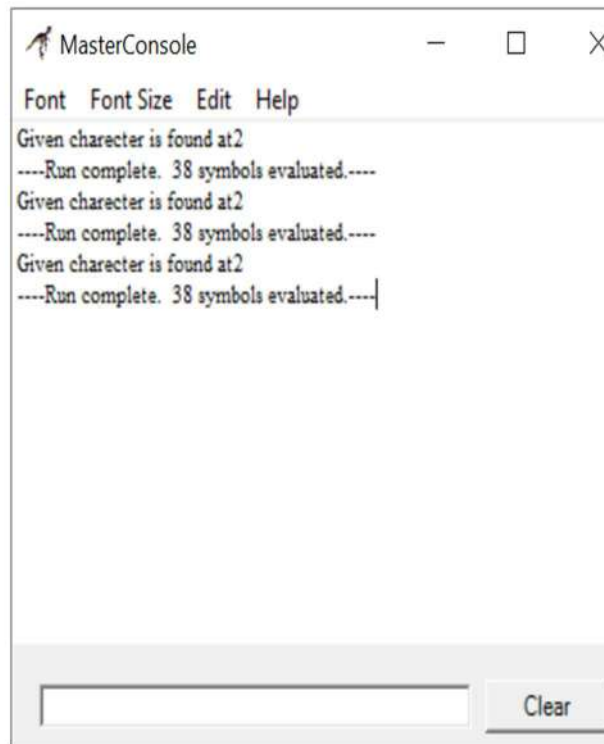 MasterConsole
Font Font Size Edit Help
Given charecter is found at2
----Run complete. 38 symbols evaluated.----
Given charecter is found at2
----Run complete. 38 symbols evaluated.----
Given charecter is found at2
----Run complete. 38 symbols evaluated.----
Clear